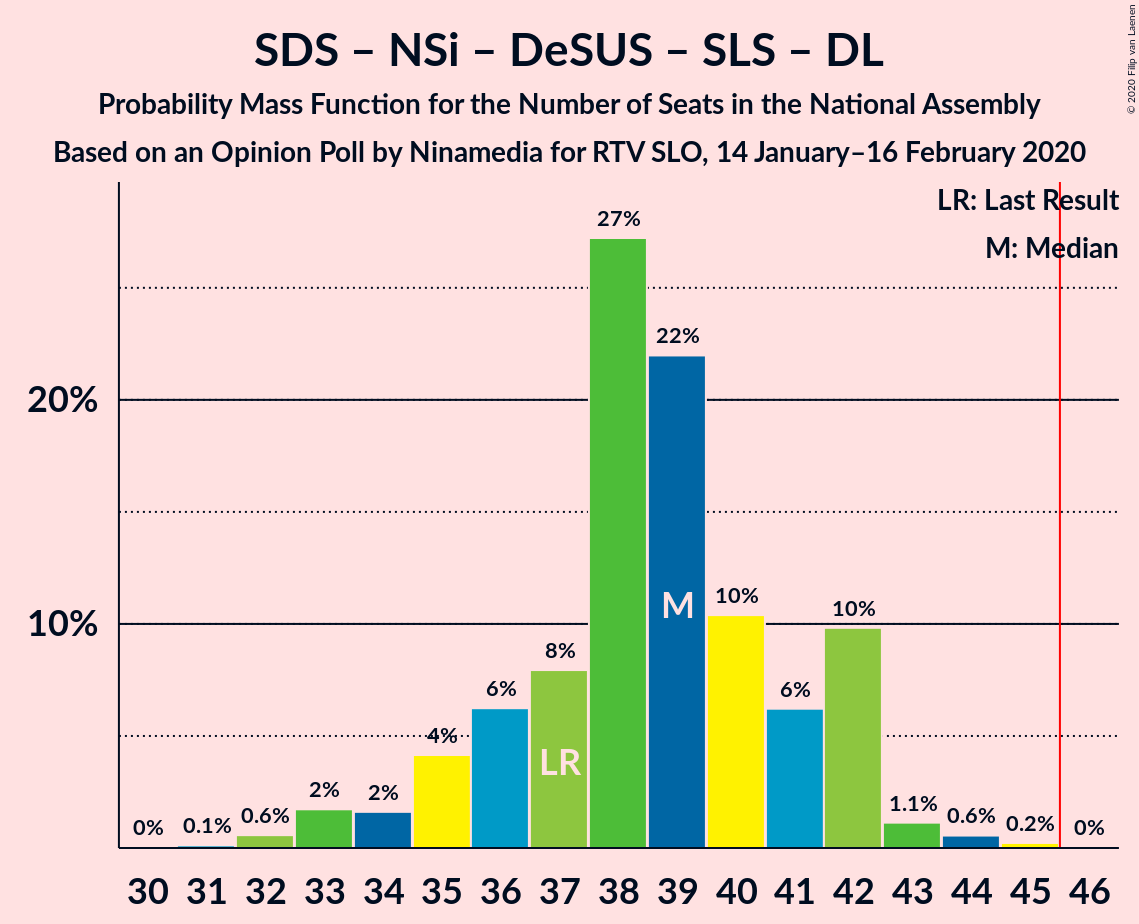 SDS – NSi – DeSUS – SLS – DL
Probability Mass Function for the Number of Seats in the National Assembly
Based on an Opinion Poll by Ninamedia for RTV SLO, 14 January–16 February 2020
© 2020 Filip van Laenen
LR: Last Result
M: Median
20%
10%
0%
0.1%
0.6%
2%
2%
4%
6%
8%
27%
22%
10%
6%
10%
1.1%
0.6%
0.2%
0%
LR
M
30 31 32 33 34 35 36 37 38 39 40 41 42 43 44 45 46